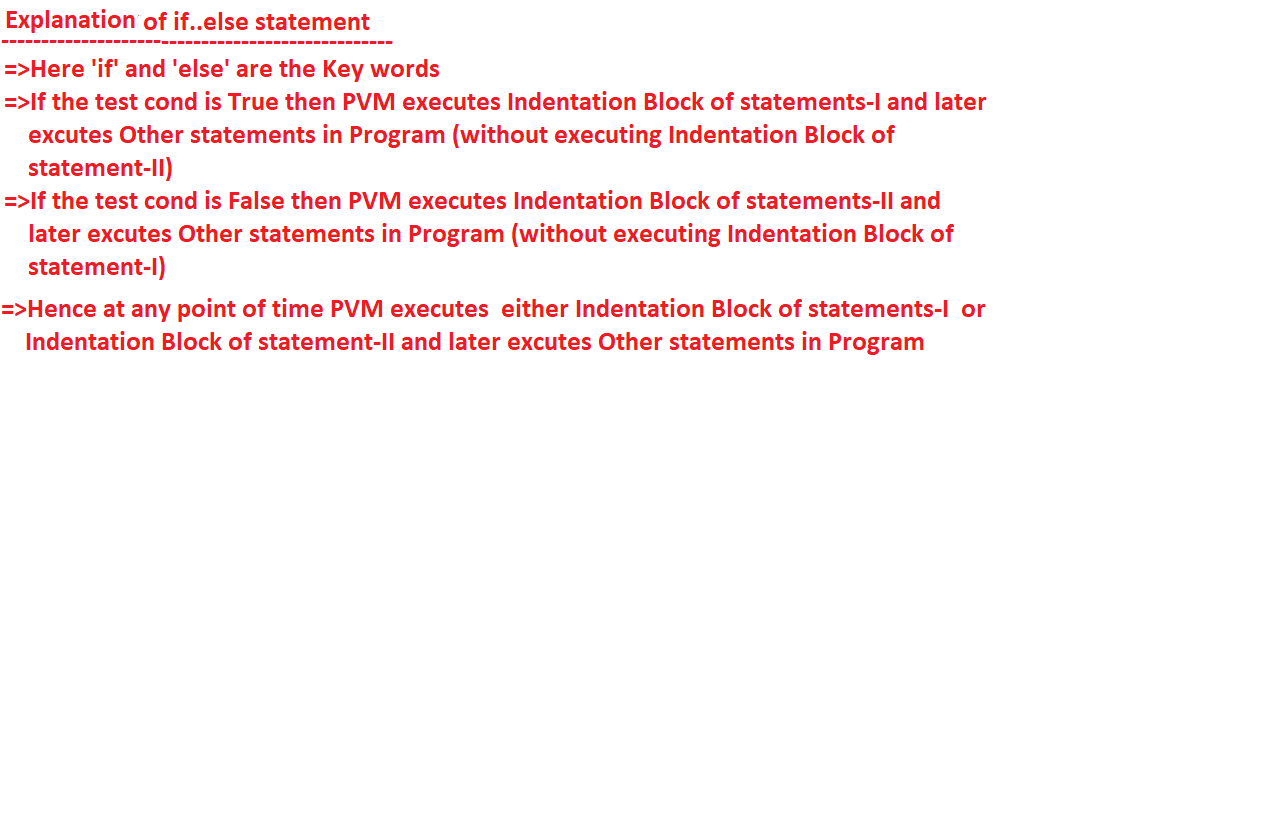 Explanation of if..else statement
---------------------------------------------------
=>Here 'if' and 'else' are the Key words
=>If the test cond is True then PVM executes Indentation Block of statements-I and later
excutes Other statements in Program (without executing Indentation Block of
statement-II)
=>If the test cond is False then PVM executes Indentation Block of statements-II and
later excutes Other statements in Program (without executing Indentation Block of
statement-I)
=>Hence at any point of time PVM executes  either Indentation Block of statements-I  or
Indentation Block of statement-II and later excutes Other statements in Program